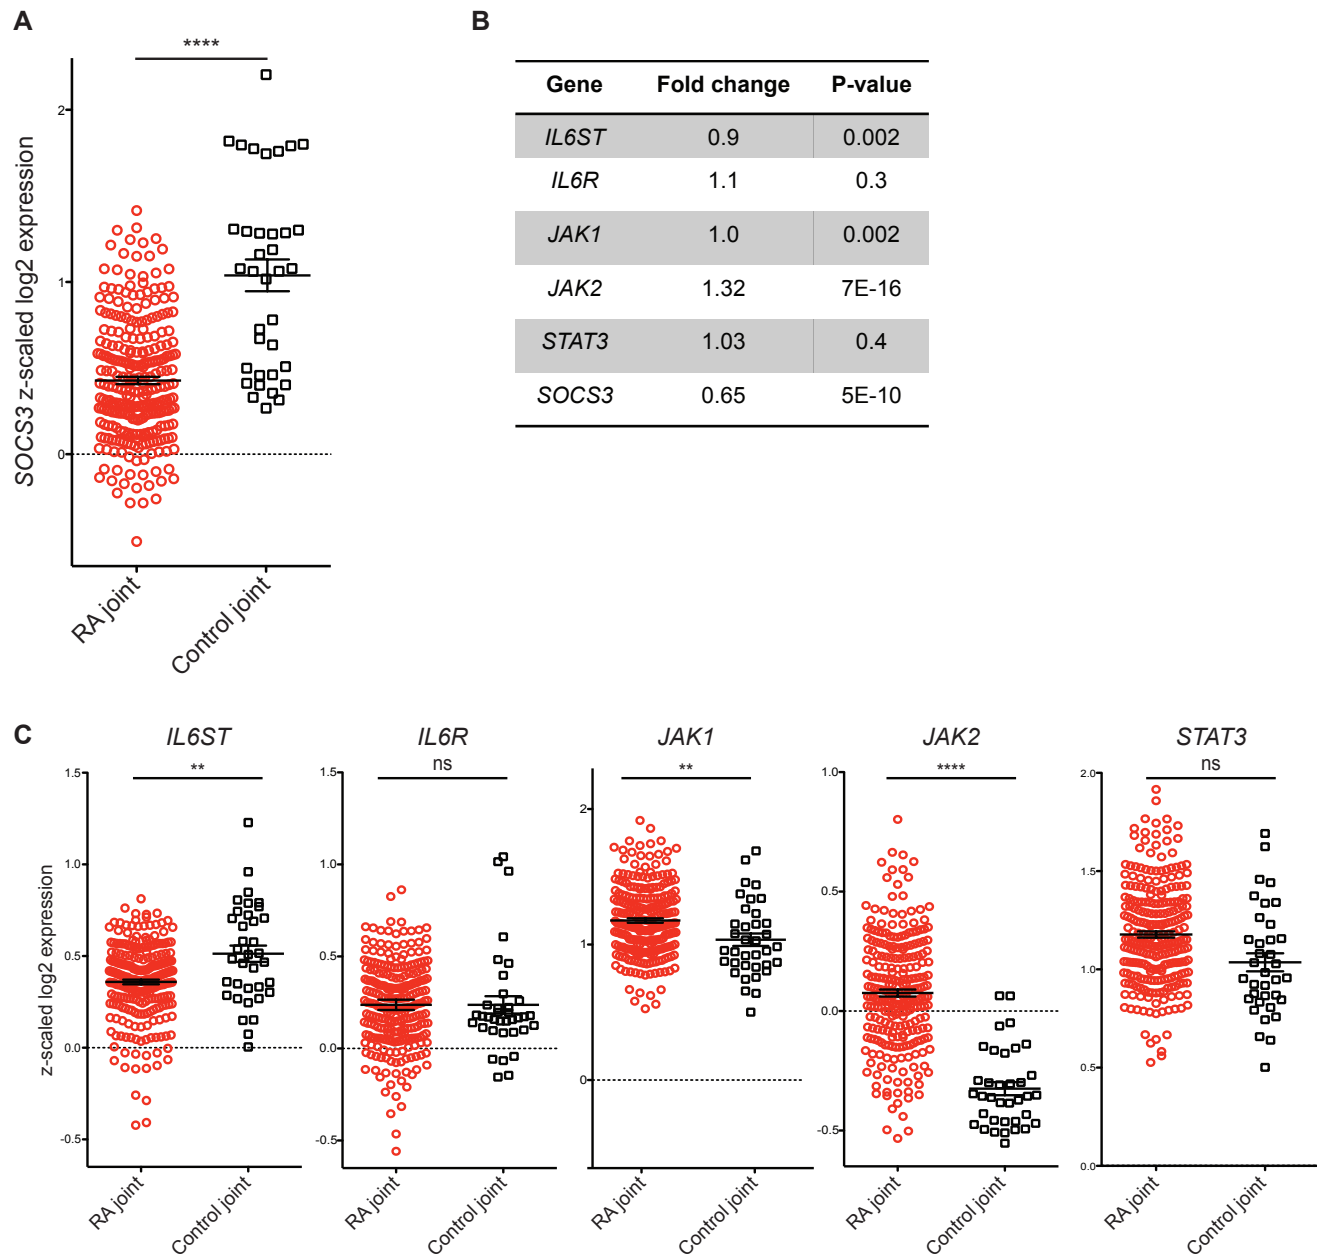 A
B
****
SOCS3 z-scaled log2 expression
2
1
0
RA joint
Control joint
Gene Fold change P-value
IL6ST 0.9 0.002
IL6R 1.1 0.3
JAK1 1.0 0.002
JAK2 1.32 7E-16
STAT3 1.03 0.4
SOCS3 0.65 5E-10
C
z-scaled log2 expression
IL6ST
**
1.5
1.0
0.5
0.0
-0.5
RA joint
Control joint
IL6R
ns
1.5
1.0
0.5
0.0
-0.5
RA joint
Control joint
JAK1
**
2
1
0
RA joint
Control joint
JAK2
****
1.0
0.5
0.0
-0.5
RA joint
Control joint
STAT3
ns
2.0
1.5
1.0
0.5
0.0
RA joint
Control joint